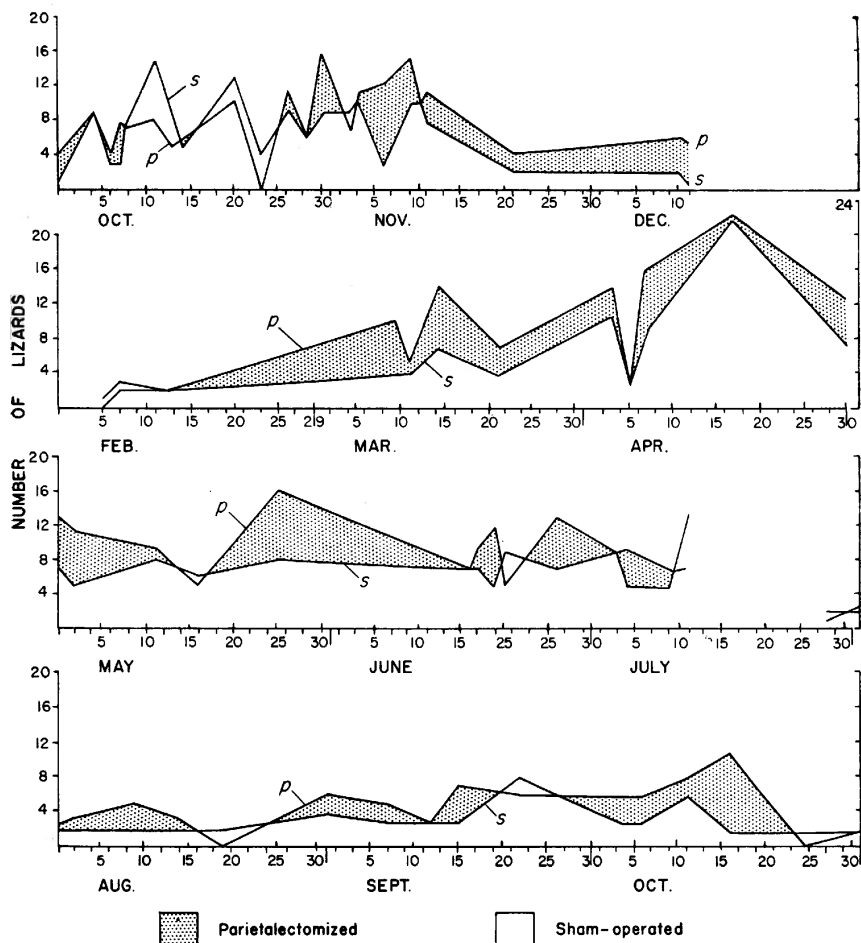 20
16
12
8
4
s
p
p
s
5 10 15 20 25 30 5 10 15 20 25 30 5 10
24
OCT. NOV. DEC.
20
16
12
8
4
p
s
5 10 15 20 25 29 5 10 15 20 25 30 5 10 15 20 25 30
FEB. MAR. APR.
NUMBER OF LIZARDS
20
16
12
8
4
p
s
5 10 15 20 25 30 5 10 15 20 25 30 5 10 15 20 25 30
MAY JUNE JULY
20
16
12
8
4
p
s
5 10 15 20 25 30 5 10 15 20 25 30 5 10 15 20 25 30
AUG. SEPT. OCT.
Parietalectomized Sham-operated